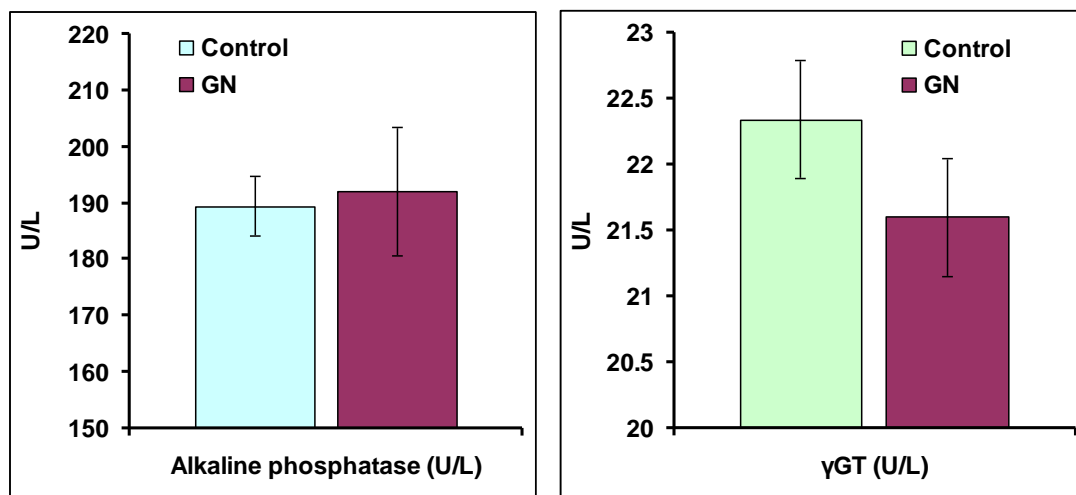 220
210
200
190
180
170
160
150
U/L
Control
GN
Alkaline phosphatase (U/L)
23
22.5
22
21.5
21
20.5
20
U/L
Control
GN
γGT (U/L)